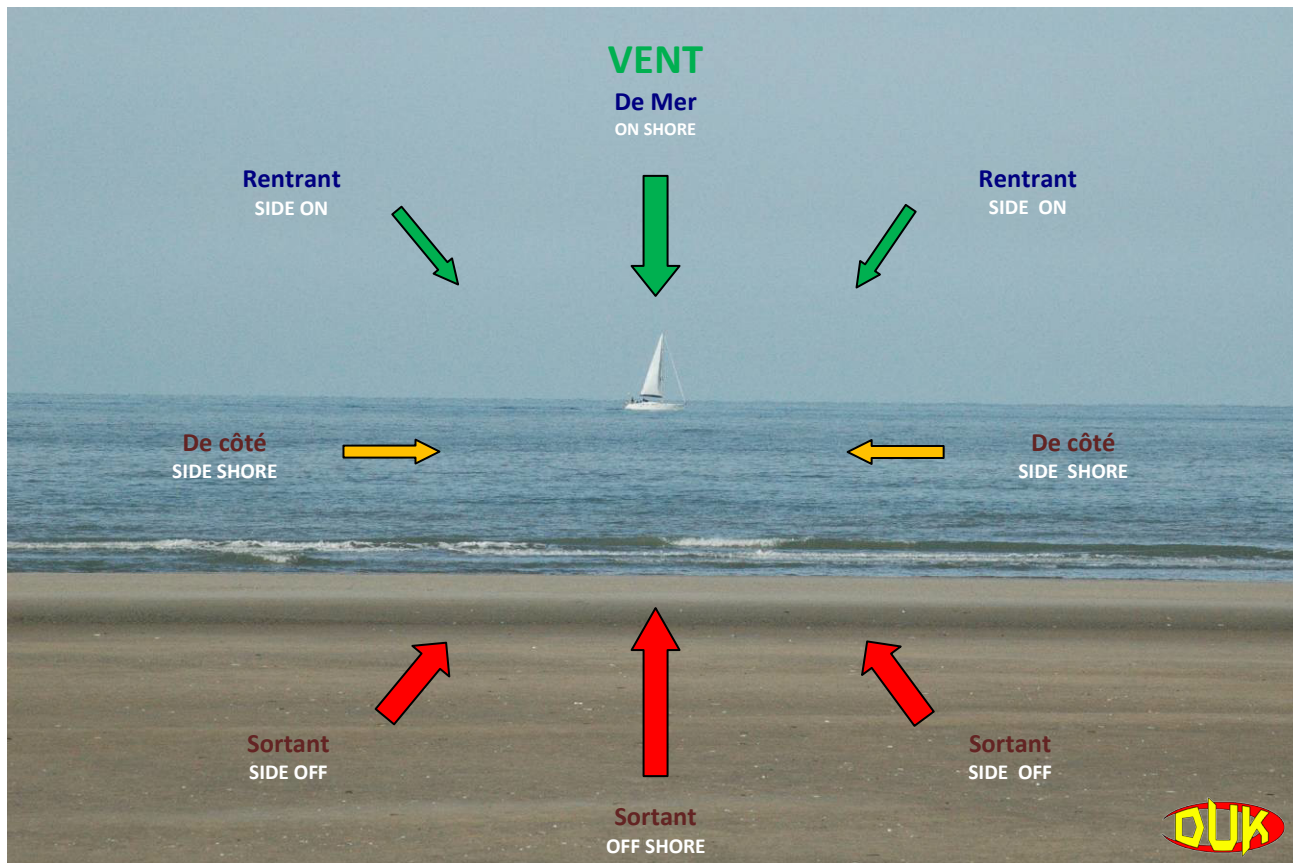 VENT
De Mer
ON SHORE
Rentrant
SIDE ON
Rentrant
SIDE ON
De côté
SIDE SHORE
De côté
SIDE SHORE
Sortant
SIDE OFF
Sortant
SIDE OFF
Sortant
OFF SHORE
DUK